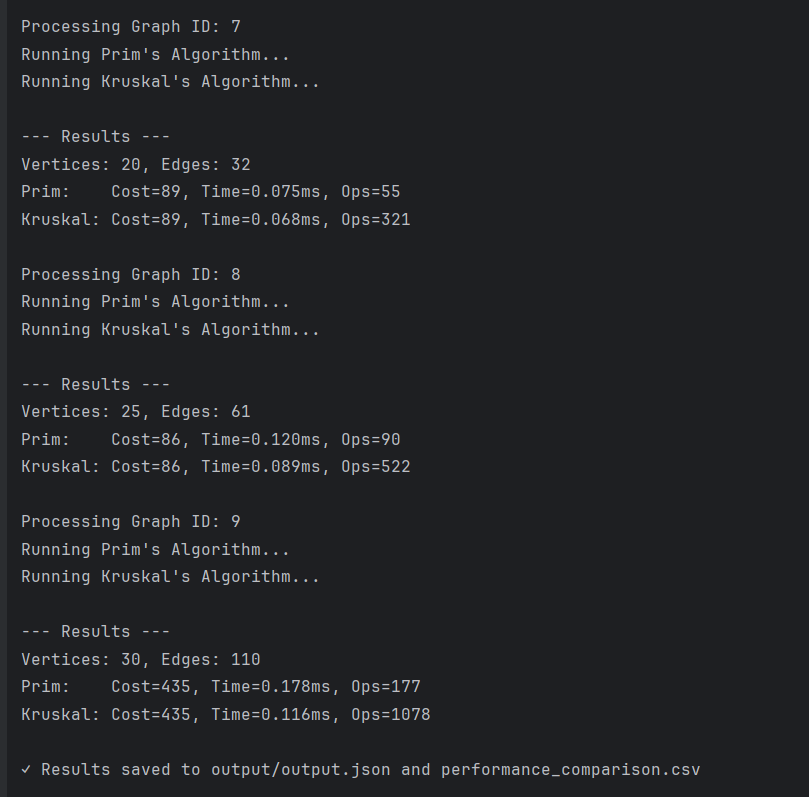 Processing Graph ID: 7
Running Prim's Algorithm...
Running Kruskal's Algorithm...
--- Results ---
Vertices: 20, Edges: 32
Prim:    Cost=89, Time=0.075ms, Ops=55
Kruskal: Cost=89, Time=0.068ms, Ops=321
Processing Graph ID: 8
Running Prim's Algorithm...
Running Kruskal's Algorithm...
--- Results ---
Vertices: 25, Edges: 61
Prim:    Cost=86, Time=0.120ms, Ops=90
Kruskal: Cost=86, Time=0.089ms, Ops=522
Processing Graph ID: 9
Running Prim's Algorithm...
Running Kruskal's Algorithm...
--- Results ---
Vertices: 30, Edges: 110
Prim:    Cost=435, Time=0.178ms, Ops=177
Kruskal: Cost=435, Time=0.116ms, Ops=1078
✓ Results saved to output/output.json and performance_comparison.csv